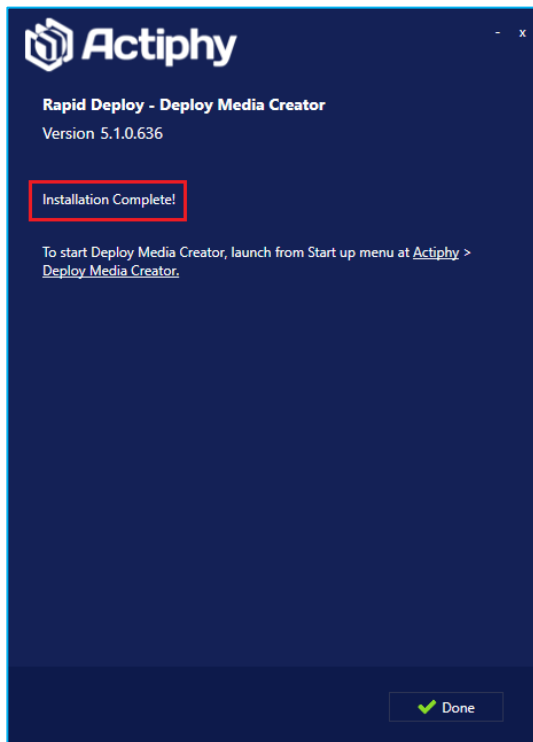 Actiphy
- x
Rapid Deploy - Deploy Media Creator
Version 5.1.0.636
Installation Complete!
To start Deploy Media Creator, launch from Start up menu at Actiphy >
Deploy Media Creator.
Done